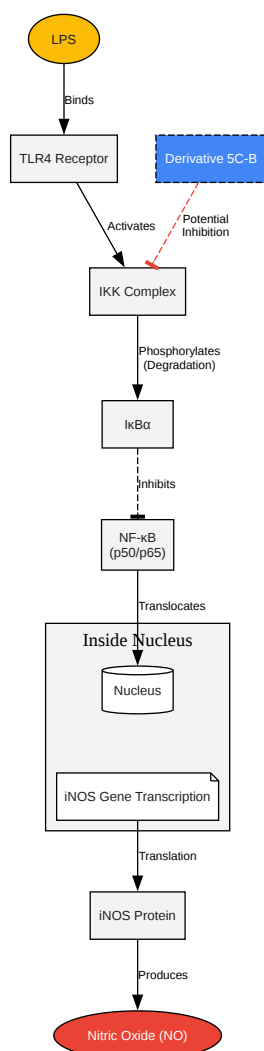 LPS
Binds
TLR4 Receptor
Derivative 5C-B
Activates
Potential
Inhibition
IKK Complex
Phosphorylates
(Degradation)
IκBα
Inhibits
NF-κB
(p50/p65)
Translocates
Inside Nucleus
Nucleus
iNOS Gene Transcription
Translation
iNOS Protein
Produces
Nitric Oxide (NO)